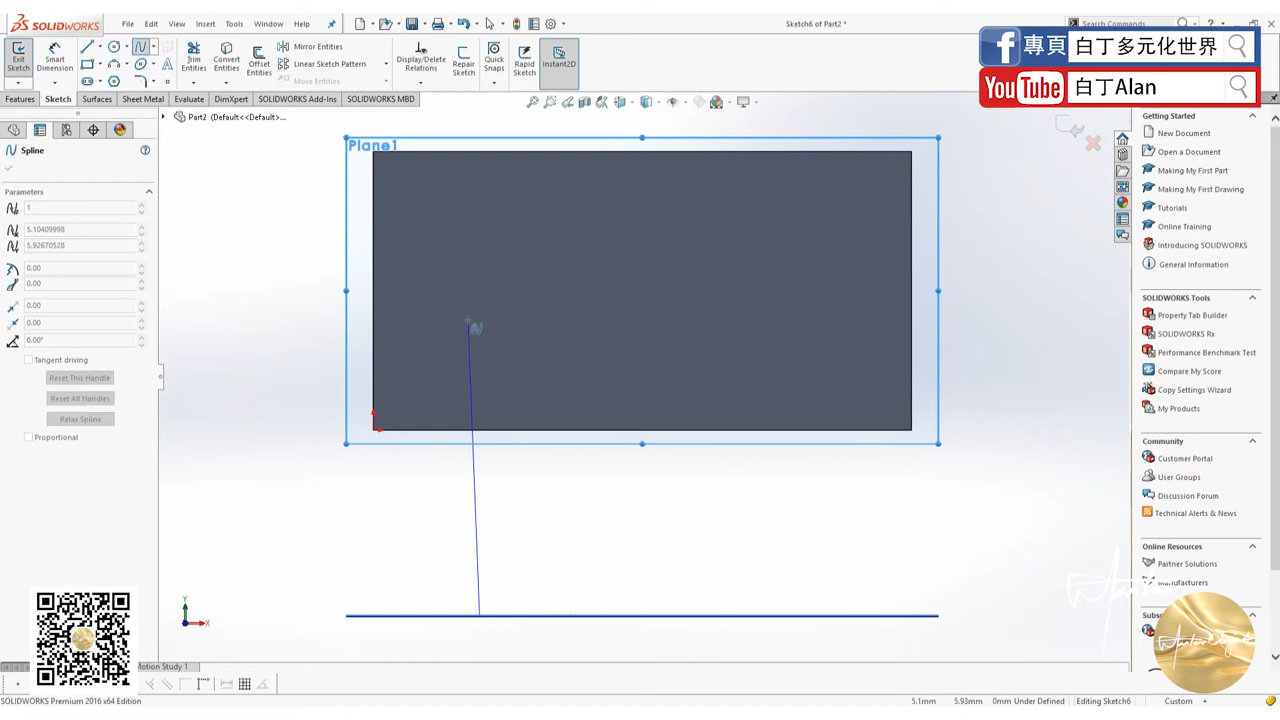 SOLIDWORKS
File Edit View Insert Tools Window Help
Sketch6 of Part2 *
Search Commands
專頁 白丁多元化世界
YouTube 白丁Alan
Exit Sketch
Smart Dimension
Trim Entities
Convert Entities
Offset Entities
Mirror Entities
Linear Sketch Pattern
Move Entities
Display/Delete Relations
Repair Sketch
Quick Snaps
Rapid Sketch
Instant2D
Features Sketch Surfaces Sheet Metal Evaluate DimXpert SOLIDWORKS Add-Ins SOLIDWORKS MBD
Part2 (Default<<Default>...
Spline
Parameters
1
5.10409998
5.92670528
0.00
0.00
0.00
0.00
0.00°
Tangent driving
Reset This Handle
Reset All Handles
Relax Spline
Proportional
Plane1
Y
X
Getting Started
New Document
Open a Document
Making My First Part
Making My First Drawing
Tutorials
Online Training
Introducing SOLIDWORKS
General Information
SOLIDWORKS Tools
Property Tab Builder
SOLIDWORKS Rx
Performance Benchmark Test
Compare My Score
Copy Settings Wizard
My Products
Community
Customer Portal
User Groups
Discussion Forum
Technical Alerts & News
Online Resources
Partner Solutions
Manufacturers
Motion Study 1
SOLIDWORKS Premium 2016 x64 Edition
5.1mm 5.93mm 0mm Under Defined Editing Sketch6 Custom